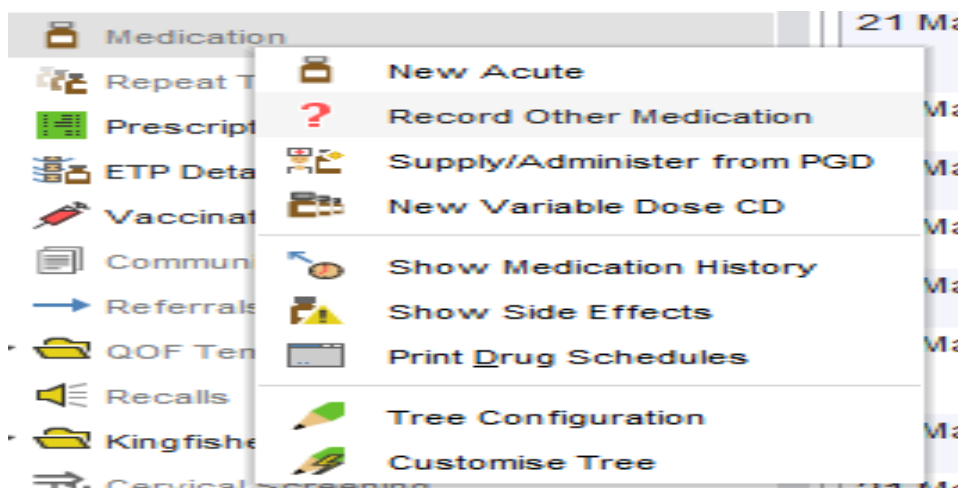 Medication
Repeat T
Prescript
ETP Deta
Vaccinat
Communi
Referrals
QOF Ten
Recalls
Kingfishe
New Acute
Record Other Medication
Supply/Administer from PGD
New Variable Dose CD
Show Medication History
Show Side Effects
Print Drug Schedules
Tree Configuration
Customise Tree
21 Ma
Ma
Ma
Ma
Ma
Ma
Ma